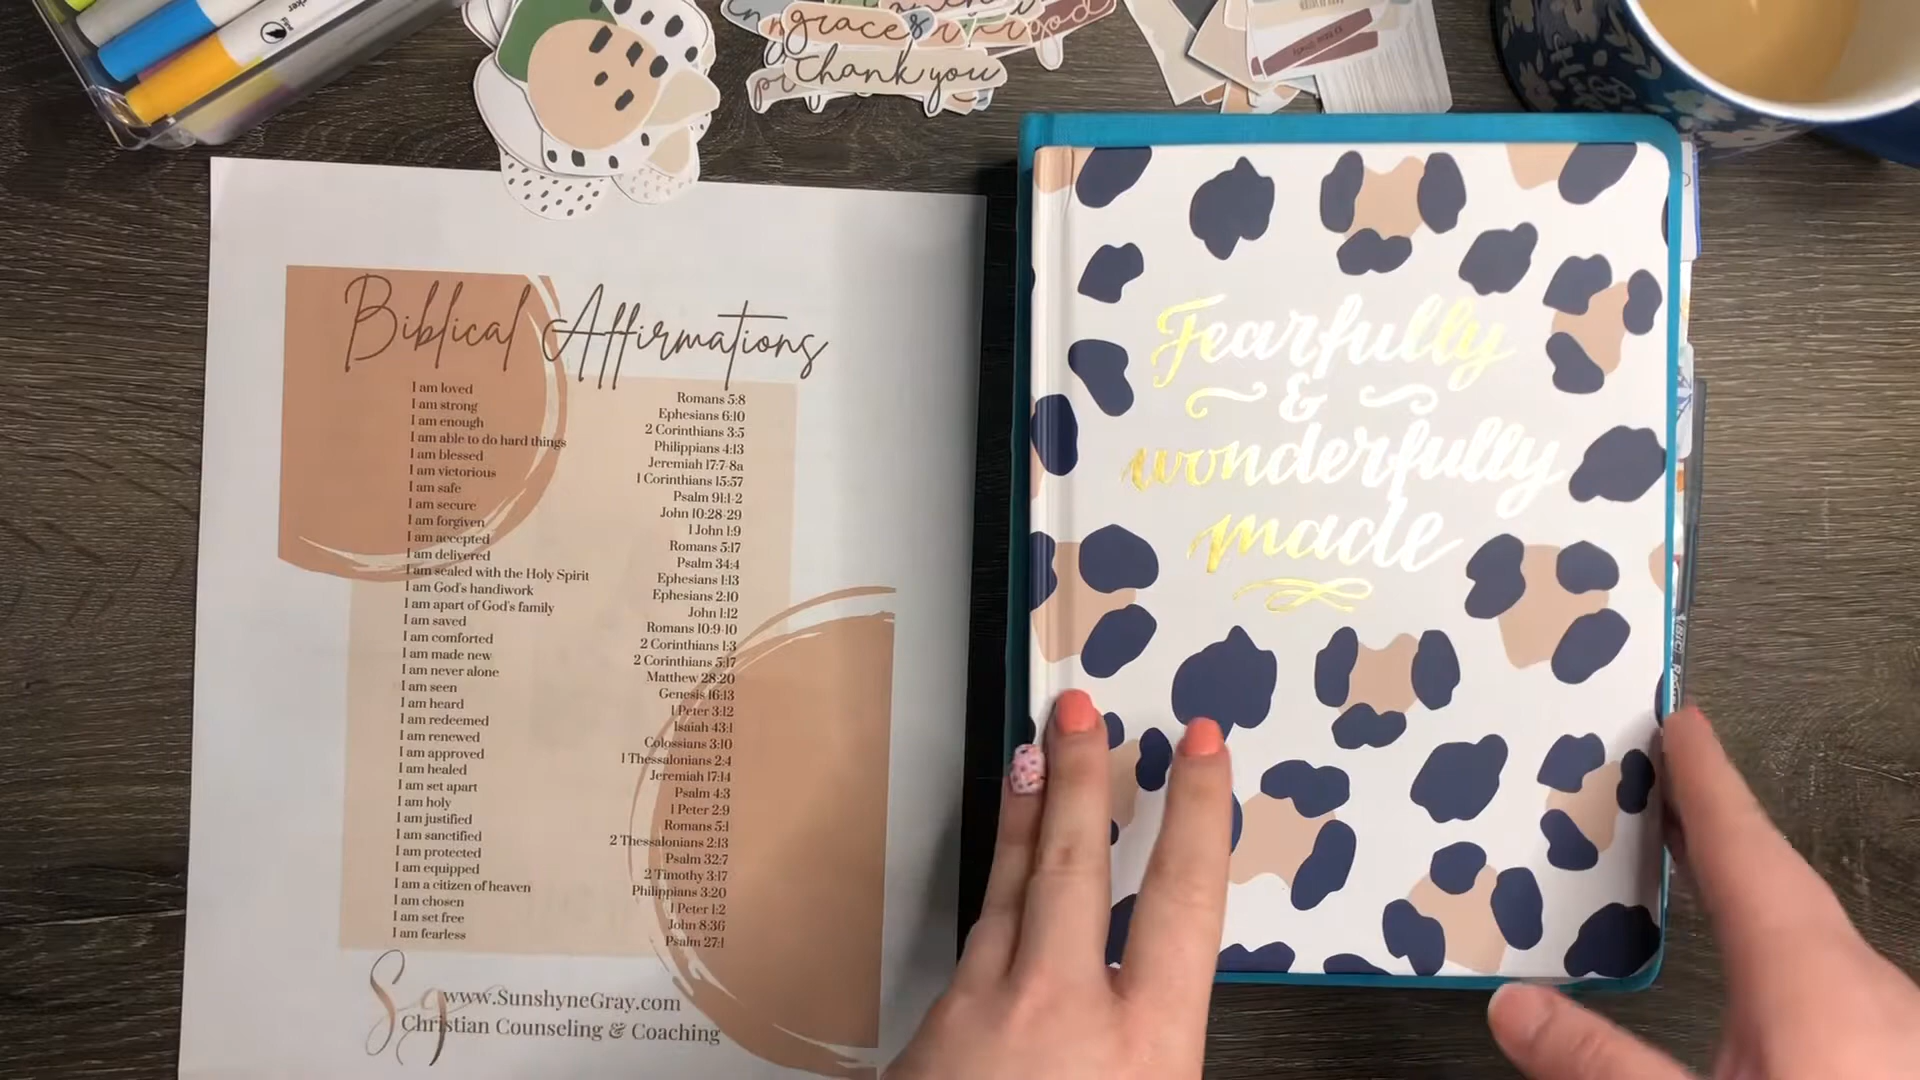 graces
thank you
god
Biblical Affirmations
I am loved Romans 5:8
I am strong Ephesians 6:10
I am enough 2 Corinthians 3:5
I am able to do hard things Philippians 4:13
I am blessed Jeremiah 17:7-8a
I am victorious 1 Corinthians 15:57
I am safe Psalm 91:1-2
I am secure John 10:28-29
I am forgiven 1 John 1:9
I am accepted Romans 5:17
I am delivered Psalm 34:4
I am sealed with the Holy Spirit Ephesians 1:13
I am God's handiwork Ephesians 2:10
I am apart of God's family John 1:12
I am saved Romans 10:9-10
I am comforted 2 Corinthians 1:3
I am made new 2 Corinthians 5:17
I am never alone Matthew 28:20
I am seen Genesis 16:13
I am heard 1 Peter 3:12
I am redeemed Isaiah 43:1
I am renewed Colossians 3:10
I am approved 1 Thessalonians 2:4
I am healed Jeremiah 17:14
I am set apart Psalm 4:3
I am holy 1 Peter 2:9
I am justified Romans 5:1
I am sanctified 2 Thessalonians 2:13
I am protected Psalm 32:7
I am equipped 2 Timothy 3:17
I am a citizen of heaven Philippians 3:20
I am chosen 1 Peter 1:2
I am set free John 8:36
I am fearless Psalm 27:1
Sg
www.SunshyneGray.com
Christian Counseling & Coaching
Fearfully
&
wonderfully
made